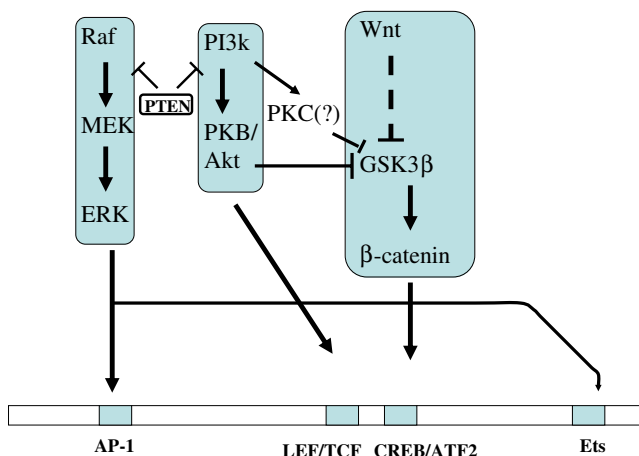 Raf
MEK
ERK
PTEN
PI3k
PKB/
Akt
PKC(?)
Wnt
GSK3β
β-catenin
AP-1
LEF/TCF
CREB/ATF2
Ets